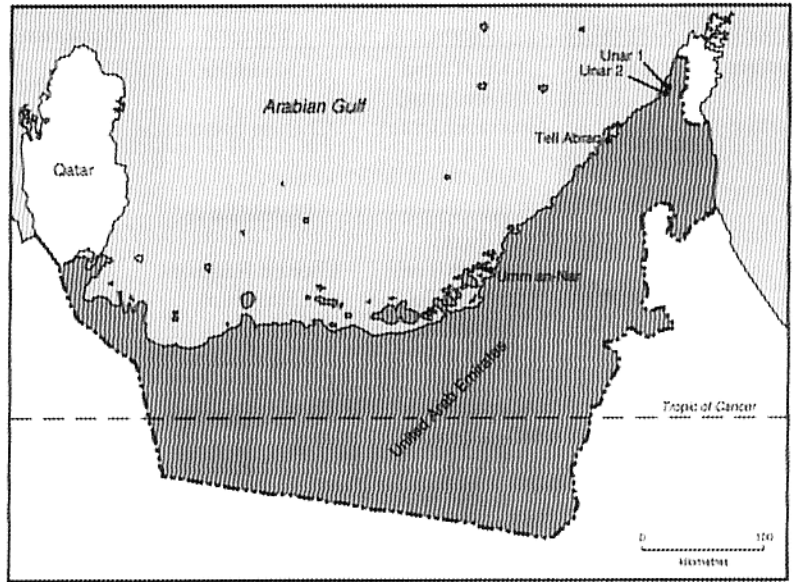 Unar 1
Unar 2
Arabian Gulf
Tell Abraq
Qatar
Umm an-Nar
United Arab Emirates
Tropic of Cancer
0 100
kilometres